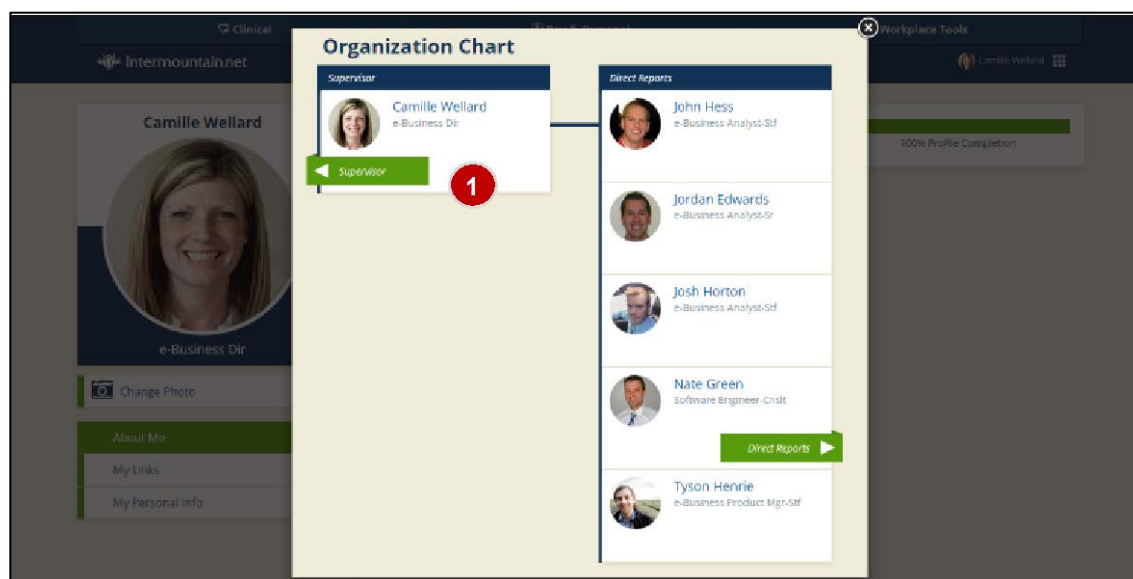 Clinical
Workplace Tools
Intermountain.net
Camille Wellard
Camille Wellard
e-Business Dir
Change Photo
About Me
My Links
My Personal Info
Organization Chart
Supervisor
Camille Wellard
e-Business Dir
Supervisor
1
Direct Reports
John Hess
e-Business Analyst-Stf
Jordan Edwards
e-Business Analyst-Sr
Josh Horton
e-Business Analyst-Stf
Nate Green
Software Engineer-Cnslt
Direct Reports
Tyson Henrie
e-Business Product Mgr-Stf
100% Profile Completion